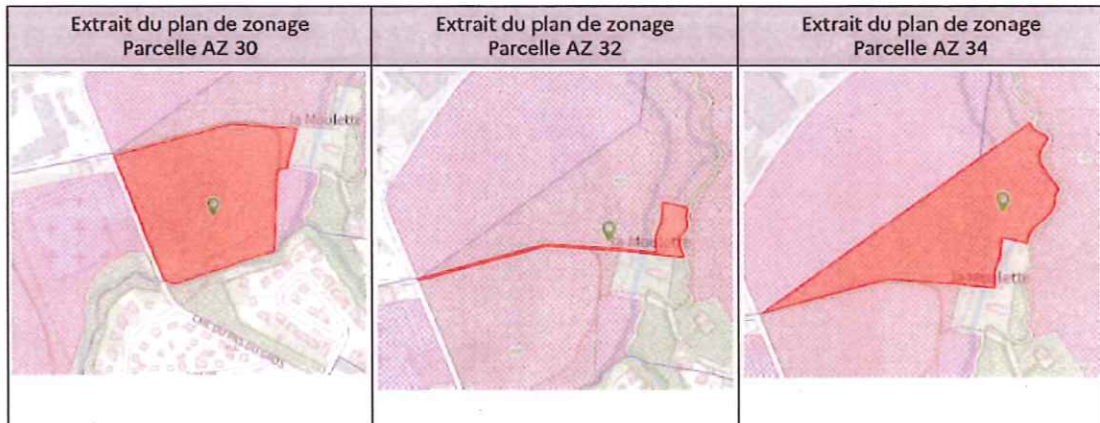 Extrait du plan de zonage
Parcelle AZ 30
Extrait du plan de zonage
Parcelle AZ 32
Extrait du plan de zonage
Parcelle AZ 34
la Moulette
la Moulette
la Moulette